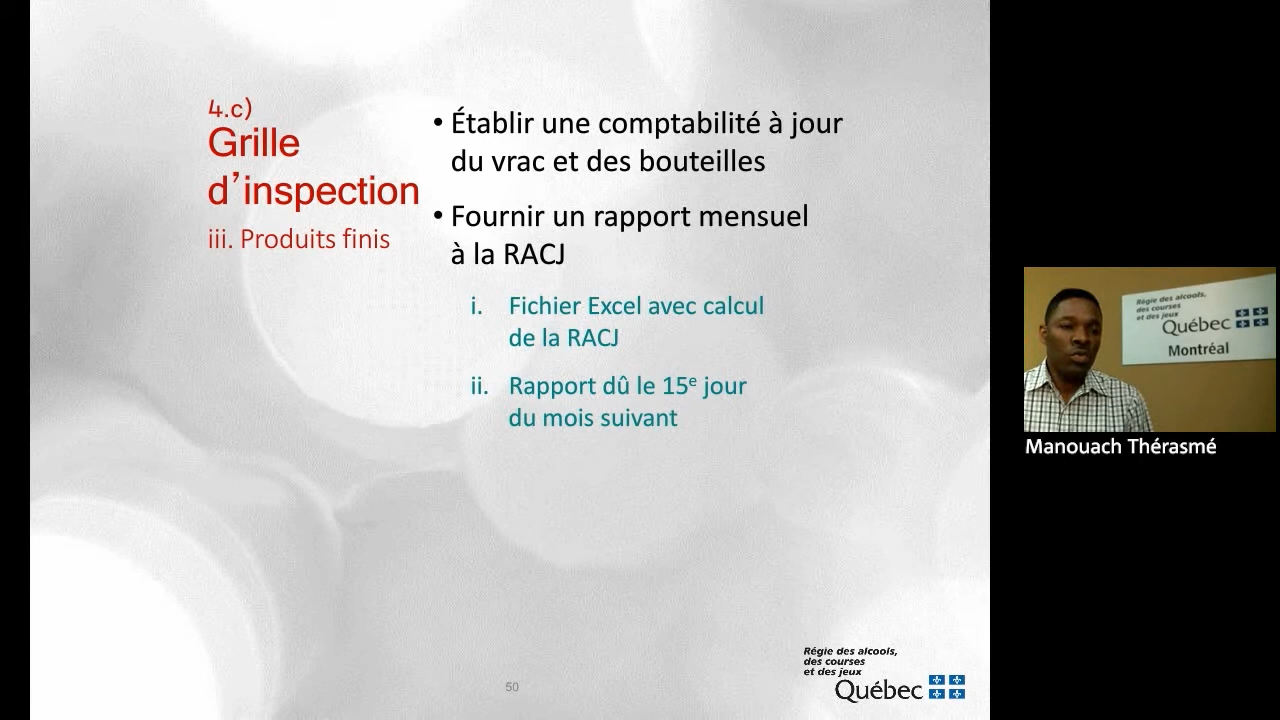 4.c)
Grille
d’inspection
iii. Produits finis
• Établir une comptabilité à jour
du vrac et des bouteilles
• Fournir un rapport mensuel
à la RACJ
i. Fichier Excel avec calcul
de la RACJ
ii. Rapport dû le 15e jour
du mois suivant
50
Régie des alcools,
des courses
et des jeux
Québec
Régie des alcools,
des courses
et des jeux
Québec
Montréal
Manouach Thérasmé